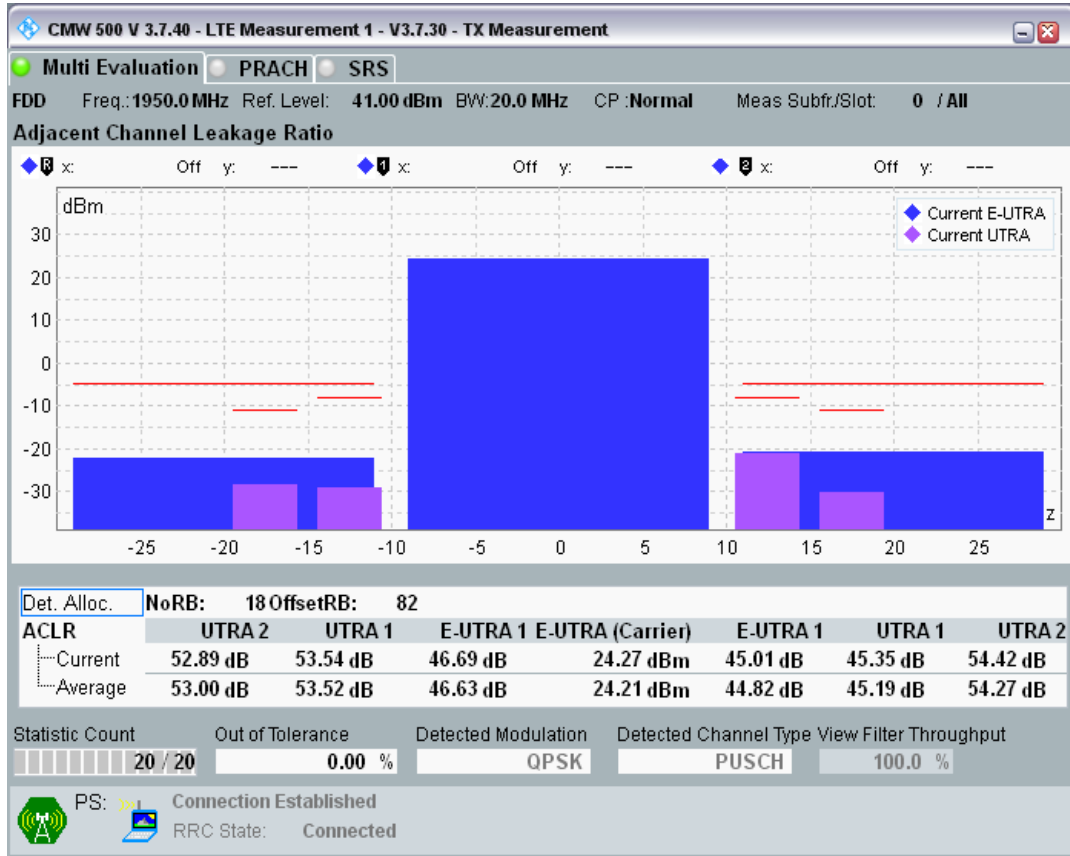 CMW 500 V 3.7.40 - LTE Measurement 1 - V3.7.30 - TX Measurement
Multi Evaluation PRACH SRS
FDD Freq.: 1950.0 MHz Ref. Level: 41.00 dBm BW: 20.0 MHz CP : Normal Meas Subfr./Slot: 0 / All
Adjacent Channel Leakage Ratio
R x: Off y: --- 1 x: Off y: --- 2 x: Off y: ---
dBm
Current E-UTRA
Current UTRA
30
20
10
0
-10
-20
-30
z
-25 -20 -15 -10 -5 0 5 10 15 20 25
Det. Alloc. NoRB: 18 OffsetRB: 82
ACLR UTRA 2 UTRA 1 E-UTRA 1 E-UTRA (Carrier) E-UTRA 1 UTRA 1 UTRA 2
Current 52.89 dB 53.54 dB 46.69 dB 24.27 dBm 45.01 dB 45.35 dB 54.42 dB
Average 53.00 dB 53.52 dB 46.63 dB 24.21 dBm 44.82 dB 45.19 dB 54.27 dB
Statistic Count Out of Tolerance Detected Modulation Detected Channel Type View Filter Throughput
20 / 20 0.00 % QPSK PUSCH 100.0 %
PS: Connection Established
RRC State: Connected